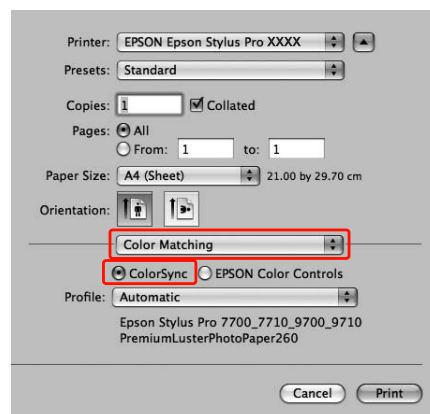 Printer: EPSON Epson Stylus Pro XXXX
Presets: Standard
Copies: 1 Collated
Pages: All
From: 1 to: 1
Paper Size: A4 (Sheet) 21.00 by 29.70 cm
Orientation:
Color Matching
ColorSync EPSON Color Controls
Profile: Automatic
Epson Stylus Pro 7700_7710_9700_9710
PremiumLusterPhotoPaper260
Cancel Print